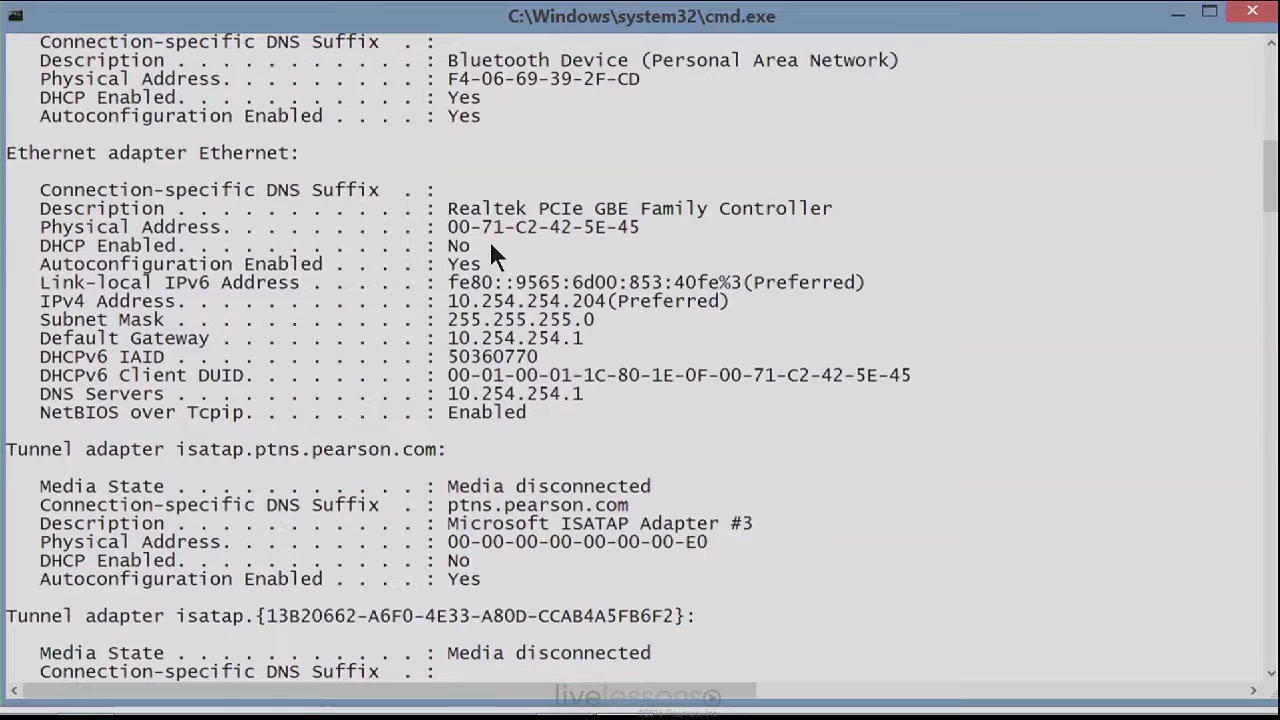 C:\Windows\system32\cmd.exe
Connection-specific DNS Suffix . :
Description . . . . . . . . . . . : Bluetooth Device (Personal Area Network)
Physical Address. . . . . . . . . : F4-06-69-39-2F-CD
DHCP Enabled. . . . . . . . . . . : Yes
Autoconfiguration Enabled . . . . : Yes
Ethernet adapter Ethernet:
Connection-specific DNS Suffix . :
Description . . . . . . . . . . . : Realtek PCIe GBE Family Controller
Physical Address. . . . . . . . . : 00-71-C2-42-5E-45
DHCP Enabled. . . . . . . . . . . : No
Autoconfiguration Enabled . . . . : Yes
Link-local IPv6 Address . . . . . : fe80::9565:6d00:853:40fe%3(Preferred)
IPv4 Address. . . . . . . . . . . : 10.254.254.204(Preferred)
Subnet Mask . . . . . . . . . . . : 255.255.255.0
Default Gateway . . . . . . . . . : 10.254.254.1
DHCPv6 IAID . . . . . . . . . . . : 50360770
DHCPv6 Client DUID. . . . . . . . : 00-01-00-01-1C-80-1E-0F-00-71-C2-42-5E-45
DNS Servers . . . . . . . . . . . : 10.254.254.1
NetBIOS over Tcpip. . . . . . . . : Enabled
Tunnel adapter isatap.ptns.pearson.com:
Media State . . . . . . . . . . . : Media disconnected
Connection-specific DNS Suffix . : ptns.pearson.com
Description . . . . . . . . . . . : Microsoft ISATAP Adapter #3
Physical Address. . . . . . . . . : 00-00-00-00-00-00-00-E0
DHCP Enabled. . . . . . . . . . . : No
Autoconfiguration Enabled . . . . : Yes
Tunnel adapter isatap.{13B20662-A6F0-4E33-A80D-CCAB4A5FB6F2}:
Media State . . . . . . . . . . . : Media disconnected
Connection-specific DNS Suffix . :
livelessons